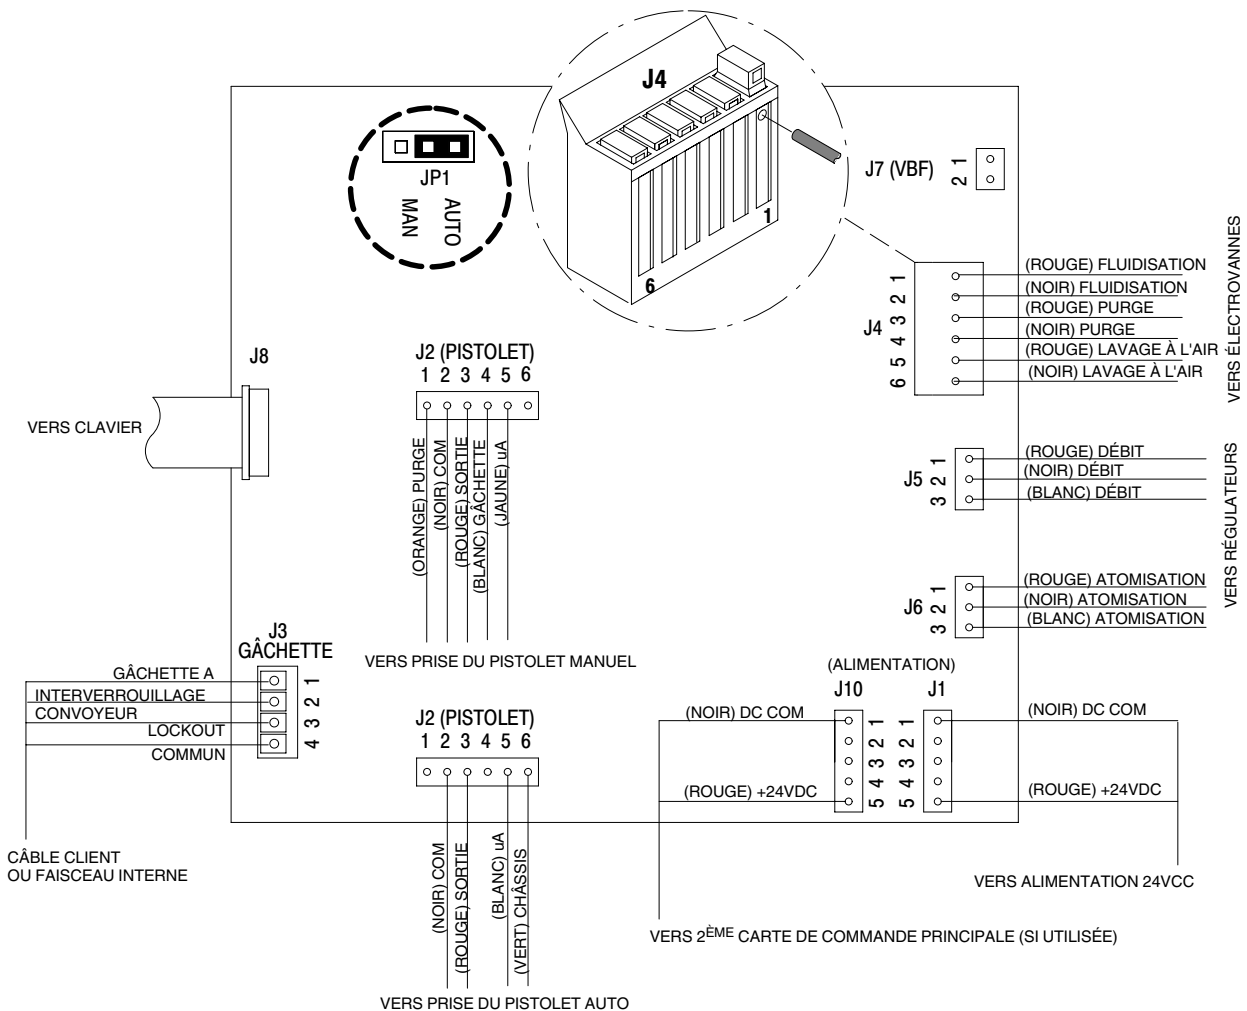 J4
1
6
JP1
MAN
AUTO
J7 (VBF)
1
2
J4
1
2
3
4
5
6
(ROUGE) FLUIDISATION
(NOIR) FLUIDISATION
(ROUGE) PURGE
(NOIR) PURGE
(ROUGE) LAVAGE À L'AIR
(NOIR) LAVAGE À L'AIR
VERS ÉLECTROVANNES
J8
VERS CLAVIER
J2 (PISTOLET)
1 2 3 4 5 6
(ORANGE) PURGE
(NOIR) COM
(ROUGE) SORTIE
(BLANC) GÂCHETTE
(JAUNE) uA
VERS PRISE DU PISTOLET MANUEL
J5
1
2
3
(ROUGE) DÉBIT
(NOIR) DÉBIT
(BLANC) DÉBIT
J6
1
2
3
(ROUGE) ATOMISATION
(NOIR) ATOMISATION
(BLANC) ATOMISATION
VERS RÉGULATEURS
J3
GÂCHETTE
1
2
3
4
GÂCHETTE A
INTERVERROUILLAGE
CONVOYEUR
LOCKOUT
COMMUN
CÂBLE CLIENT
OU FAISCEAU INTERNE
J2 (PISTOLET)
1 2 3 4 5 6
(NOIR) COM
(ROUGE) SORTIE
(BLANC) uA
(VERT) CHÂSSIS
VERS PRISE DU PISTOLET AUTO
(ALIMENTATION)
J10 J1
1 1
2 2
3 3
4 4
5 5
(NOIR) DC COM
(ROUGE) +24VDC
(NOIR) DC COM
(ROUGE) +24VDC
VERS ALIMENTATION 24VCC
VERS 2ÈME CARTE DE COMMANDE PRINCIPALE (SI UTILISÉE)